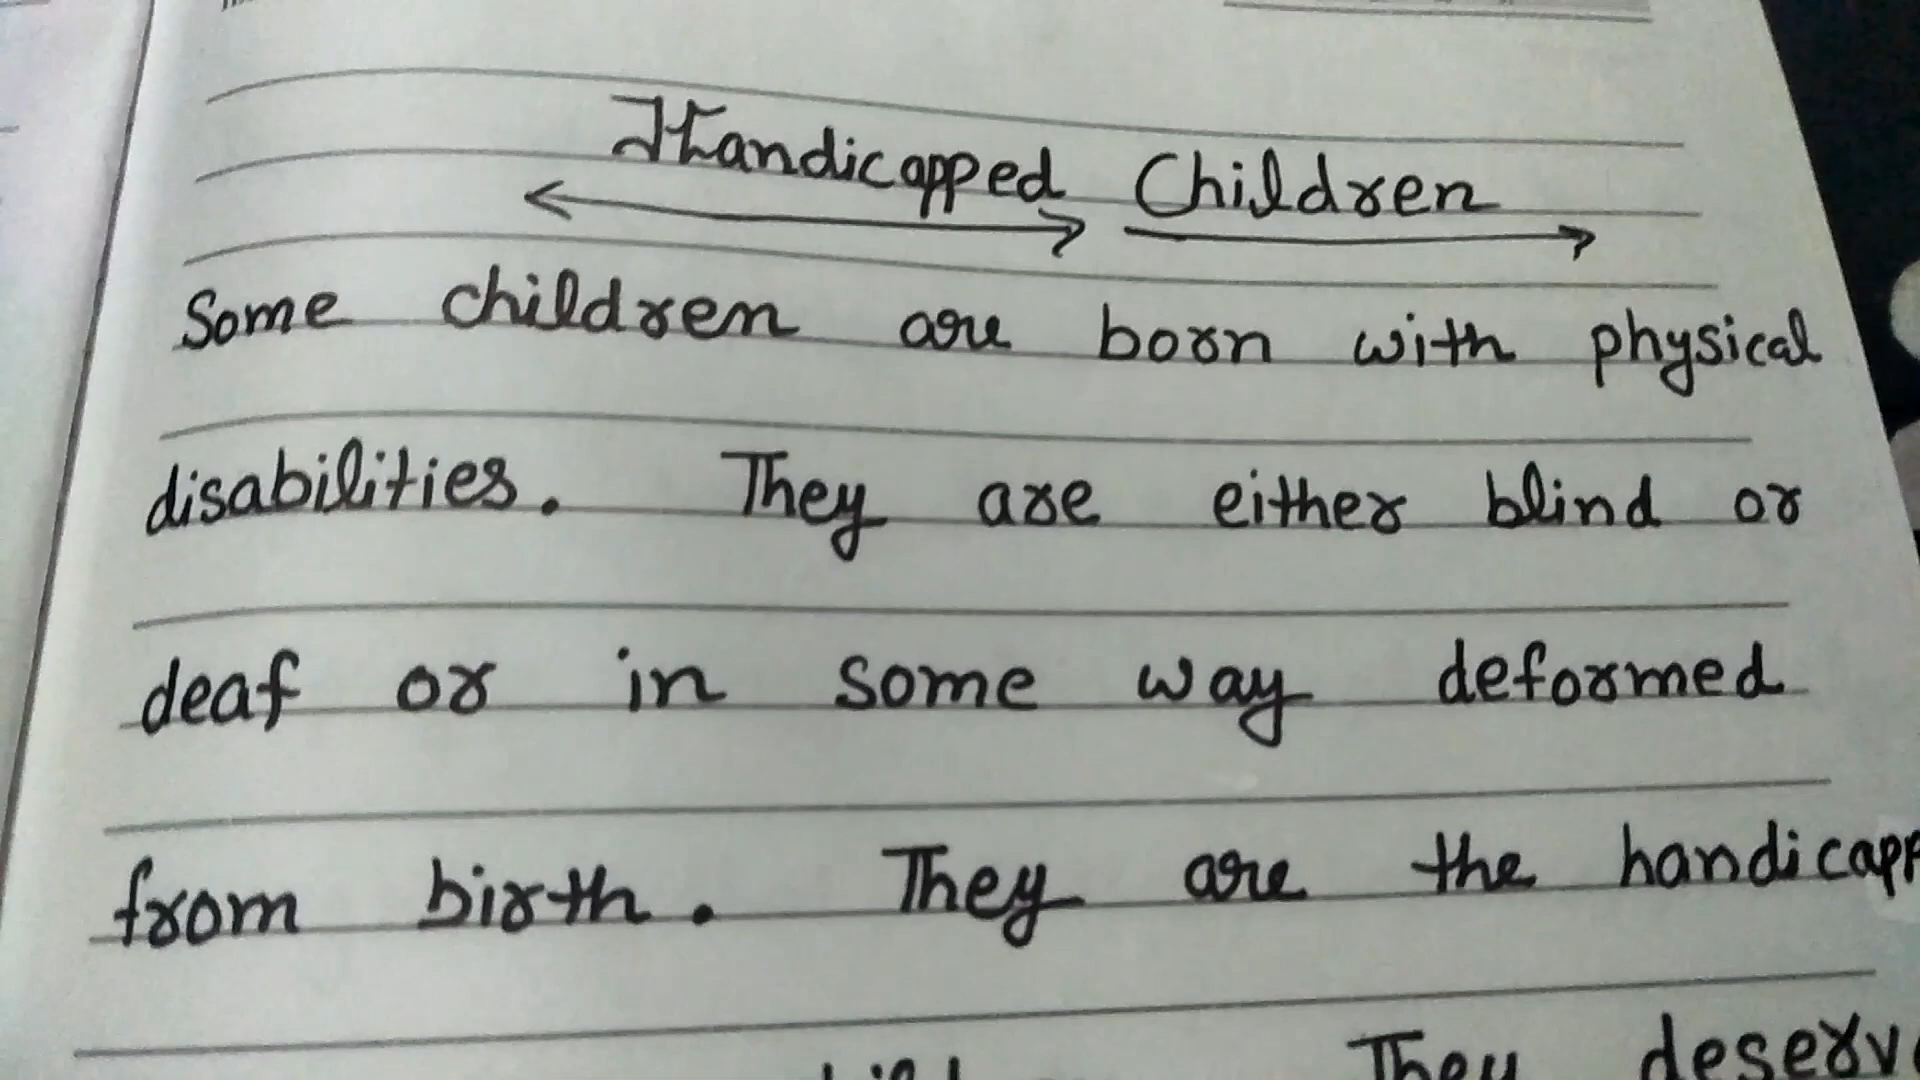 Handicapped Children
Some children are born with physical
disabilities. They are either blind or
deaf or in some way deformed
from birth. They are the handicapp
They deserv